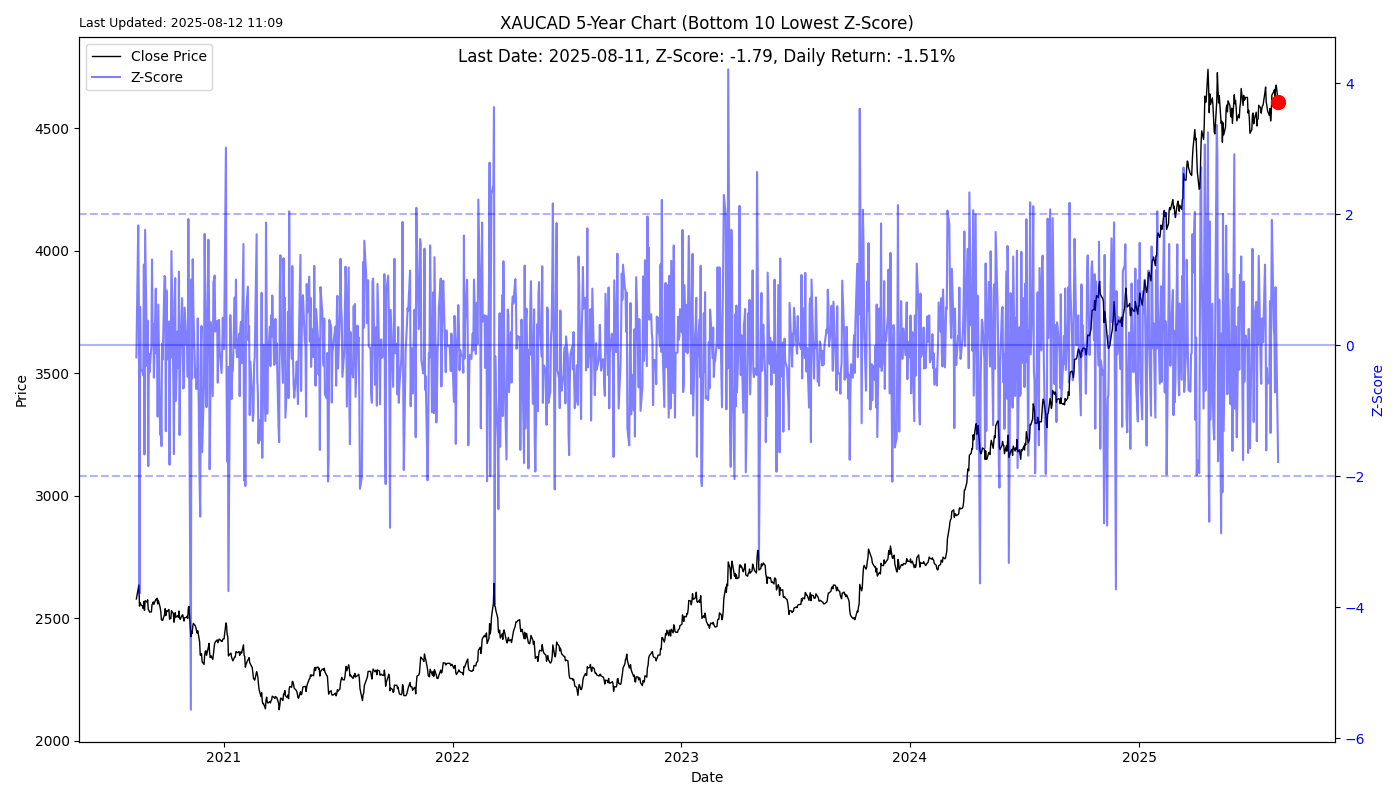 Last Updated: 2025-08-12 11:09
XAUCAD 5-Year Chart (Bottom 10 Lowest Z-Score)
Last Date: 2025-08-11, Z-Score: -1.79, Daily Return: -1.51%
Close Price
Z-Score
4500
4000
3500
3000
2500
2000
Price
4
2
0
−2
−4
−6
Z-Score
2021
2022
2023
2024
2025
Date